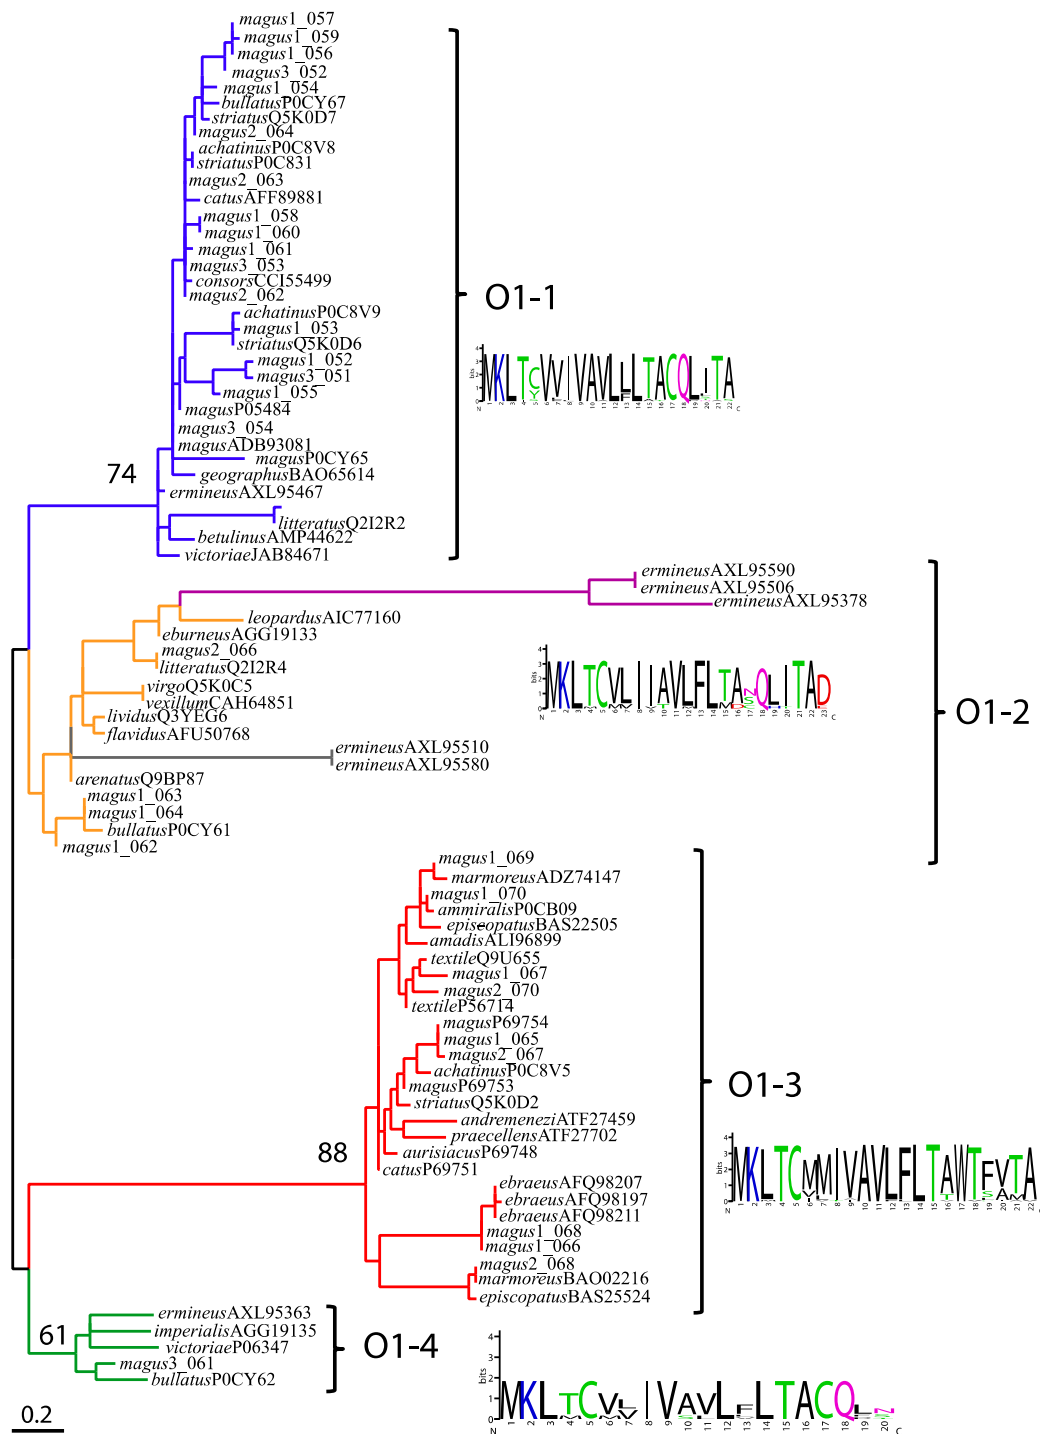 magus1_057
magus1_059
magus1_056
magus3_052
magus1_054
bullatusP0CY67
striatusQ5K0D7
magus2_064
achatinusP0C8V8
striatusP0C831
magus2_063
catusAFF89881
magus1_058
magus1_060
magus1_061
magus3_053
consorsCCI55499
magus2_062
O1-1
achatinusP0C8V9
magus1_053
striatusQ5K0D6
magus1_052
magus3_051
magus1_055
magusP05484
magus3_054
magusADB93081
magusP0CY65
74
geographusBAO65614
ermineusAXL95467
litteratusQ2I2R2
betulinusAMP44622
victoriaeJAB84671
ermineusAXL95590
ermineusAXL95506
ermineusAXL95378
leopardusAIC77160
eburneusAGG19133
magus2_066
litteratusQ2I2R4
virgoQ5K0C5
vexillumCAH64851
lividusQ3YEG6
flavidusAFU50768
O1-2
ermineusAXL95510
ermineusAXL95580
arenatusQ9BP87
magus1_063
magus1_064
bullatusP0CY61
magus1_062
magus1_069
marmoreusADZ74147
magus1_070
ammiralisP0CB09
episcopatusBAS22505
amadisALI96899
textileQ9U655
magus1_067
magus2_070
textileP56714
magusP69754
magus1_065
magus2_067
achatinusP0C8V5
magusP69753
O1-3
striatusQ5K0D2
andremeneziATF27459
praecellensATF27702
88
aurisiacusP69748
catusP69751
ebraeusAFQ98207
ebraeusAFQ98197
ebraeusAFQ98211
magus1_068
magus1_066
magus2_068
marmoreusBAO02216
episcopatusBAS25524
ermineusAXL95363
imperialisAGG19135
61
victoriaeP06347
O1-4
magus3_061
bullatusP0CY62
0.2